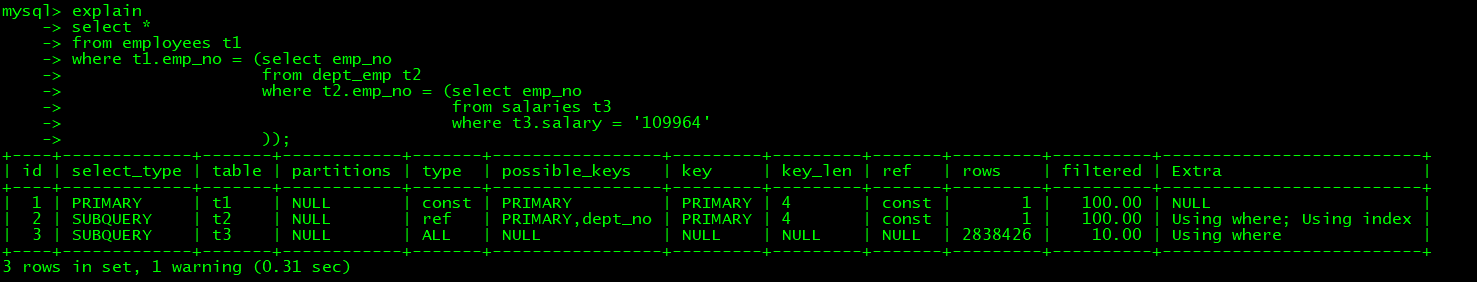 mysql> explain
    -> select *
    -> from employees t1
    -> where t1.emp_no = (select emp_no
    ->                    from dept_emp t2
    ->                    where t2.emp_no = (select emp_no
    ->                                       from salaries t3
    ->                                       where t3.salary = '109964'
    ->                    ));
+----+-------------+-------+------------+-------+-----------------+---------+---------+-------+---------+----------+--------------------------+
| id | select_type | table | partitions | type  | possible_keys   | key     | key_len | ref   | rows    | filtered | Extra                    |
+----+-------------+-------+------------+-------+-----------------+---------+---------+-------+---------+----------+--------------------------+
|  1 | PRIMARY     | t1    | NULL       | const | PRIMARY         | PRIMARY | 4       | const |       1 |   100.00 | NULL                     |
|  2 | SUBQUERY    | t2    | NULL       | ref   | PRIMARY,dept_no | PRIMARY | 4       | const |       1 |   100.00 | Using where; Using index |
|  3 | SUBQUERY    | t3    | NULL       | ALL   | NULL            | NULL    | NULL    | NULL  | 2838426 |    10.00 | Using where              |
+----+-------------+-------+------------+-------+-----------------+---------+---------+-------+---------+----------+--------------------------+
3 rows in set, 1 warning (0.31 sec)